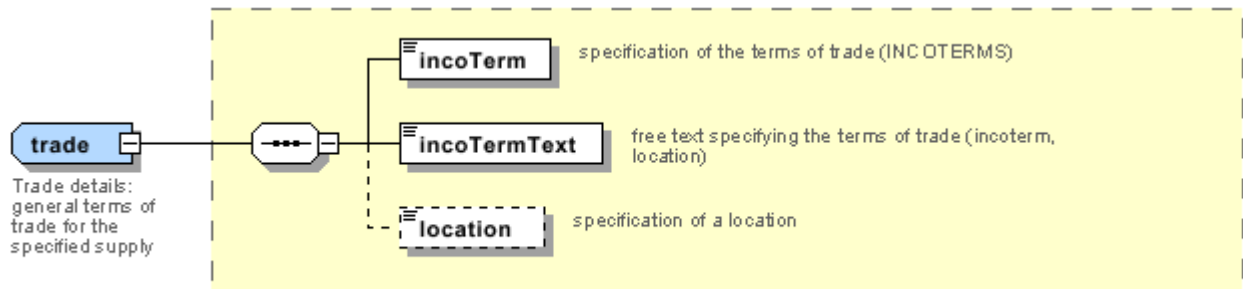 incoTerm
specification of the terms of trade (INCOTERMS)
trade
incoTermText
free text specifying the terms of trade (incoterm,
location)
Trade details:
general terms of
trade for the
specified supply
location
specification of a location